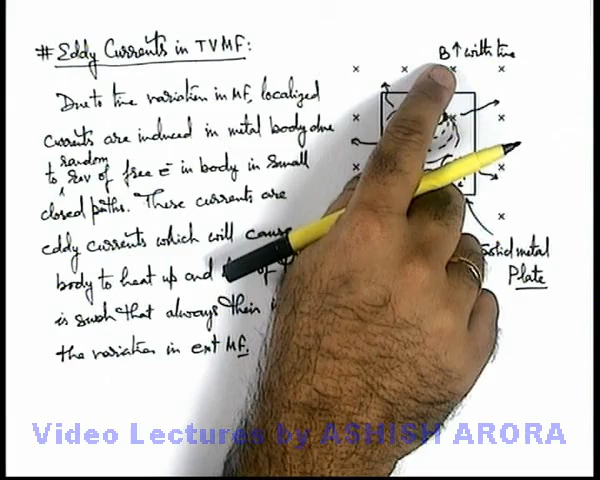 # Eddy Currents in TVMF:
B↑ with time
Due to time variation in MF, localized
currents are induced in metal body due
random
to rev of free e⁻ in body in small
closed paths. These currents are
eddy currents which will cause
body to heat up and of
is such that always their
the variation in ext MF.
solid metal
Plate
Video Lectures by ASHISH ARORA